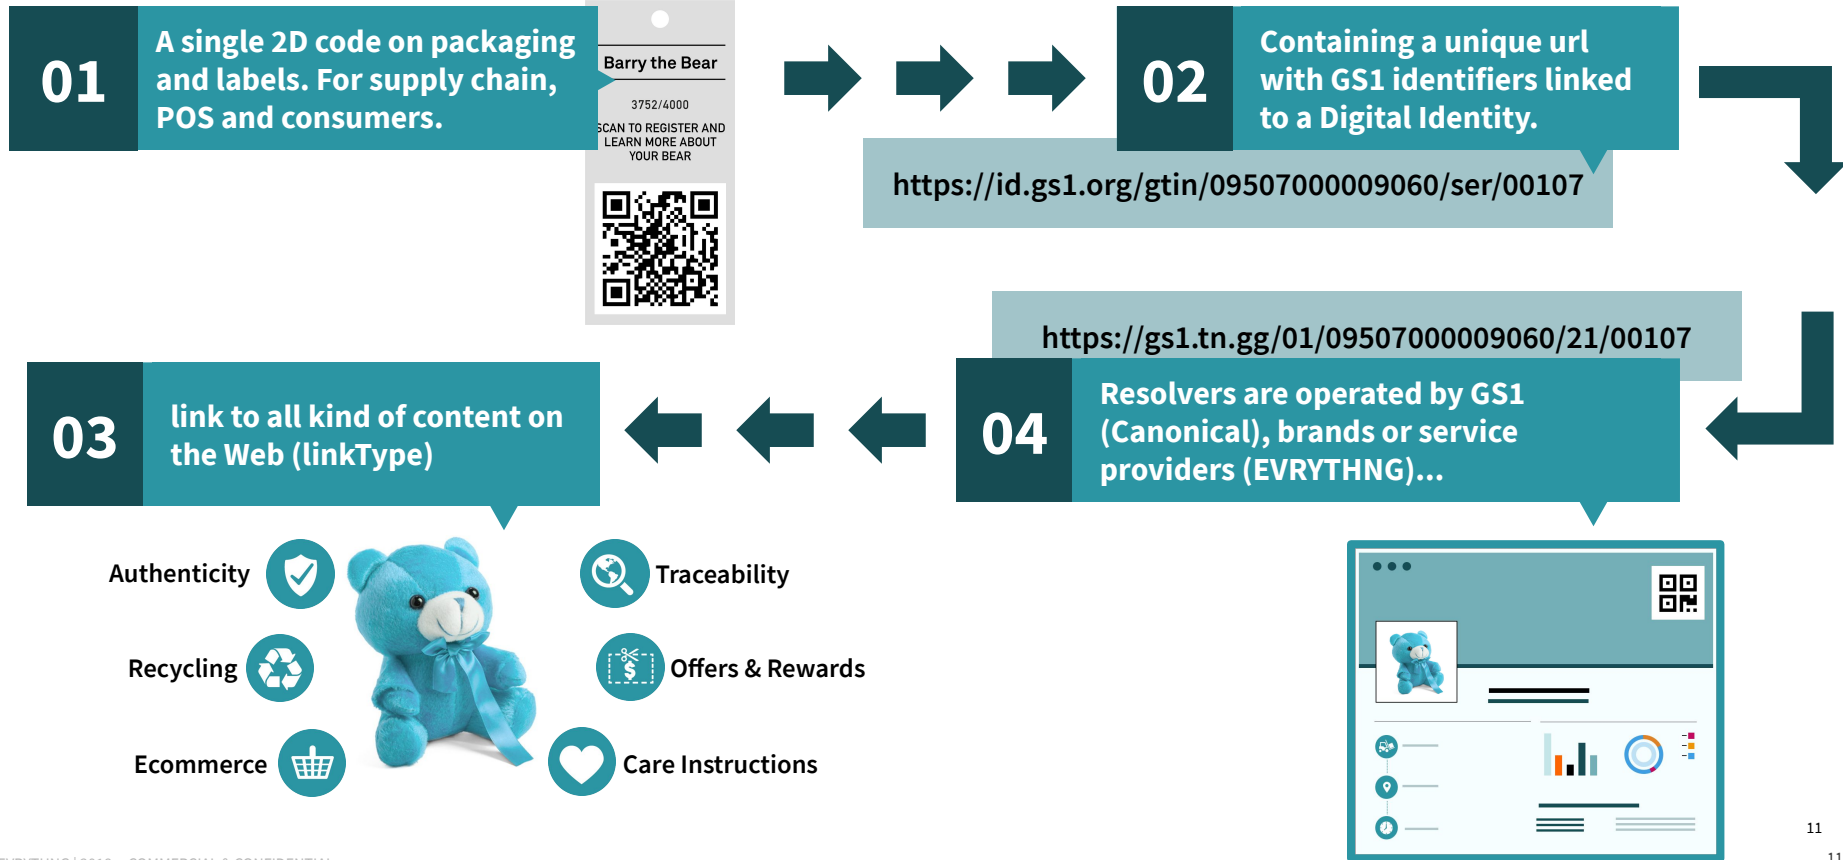 01
A single 2D code on packaging
and labels. For supply chain,
POS and consumers.
Barry the Bear
3752/4000
SCAN TO REGISTER AND
LEARN MORE ABOUT
YOUR BEAR
02
Containing a unique url
with GS1 identifiers linked
to a Digital Identity.
https://id.gs1.org/gtin/09507000009060/ser/00107
https://gs1.tn.gg/01/09507000009060/21/00107
03
link to all kind of content on
the Web (linkType)
04
Resolvers are operated by GS1
(Canonical), brands or service
providers (EVRYTHNG)...
Authenticity
Traceability
Recycling
Offers & Rewards
Ecommerce
Care Instructions
11
11